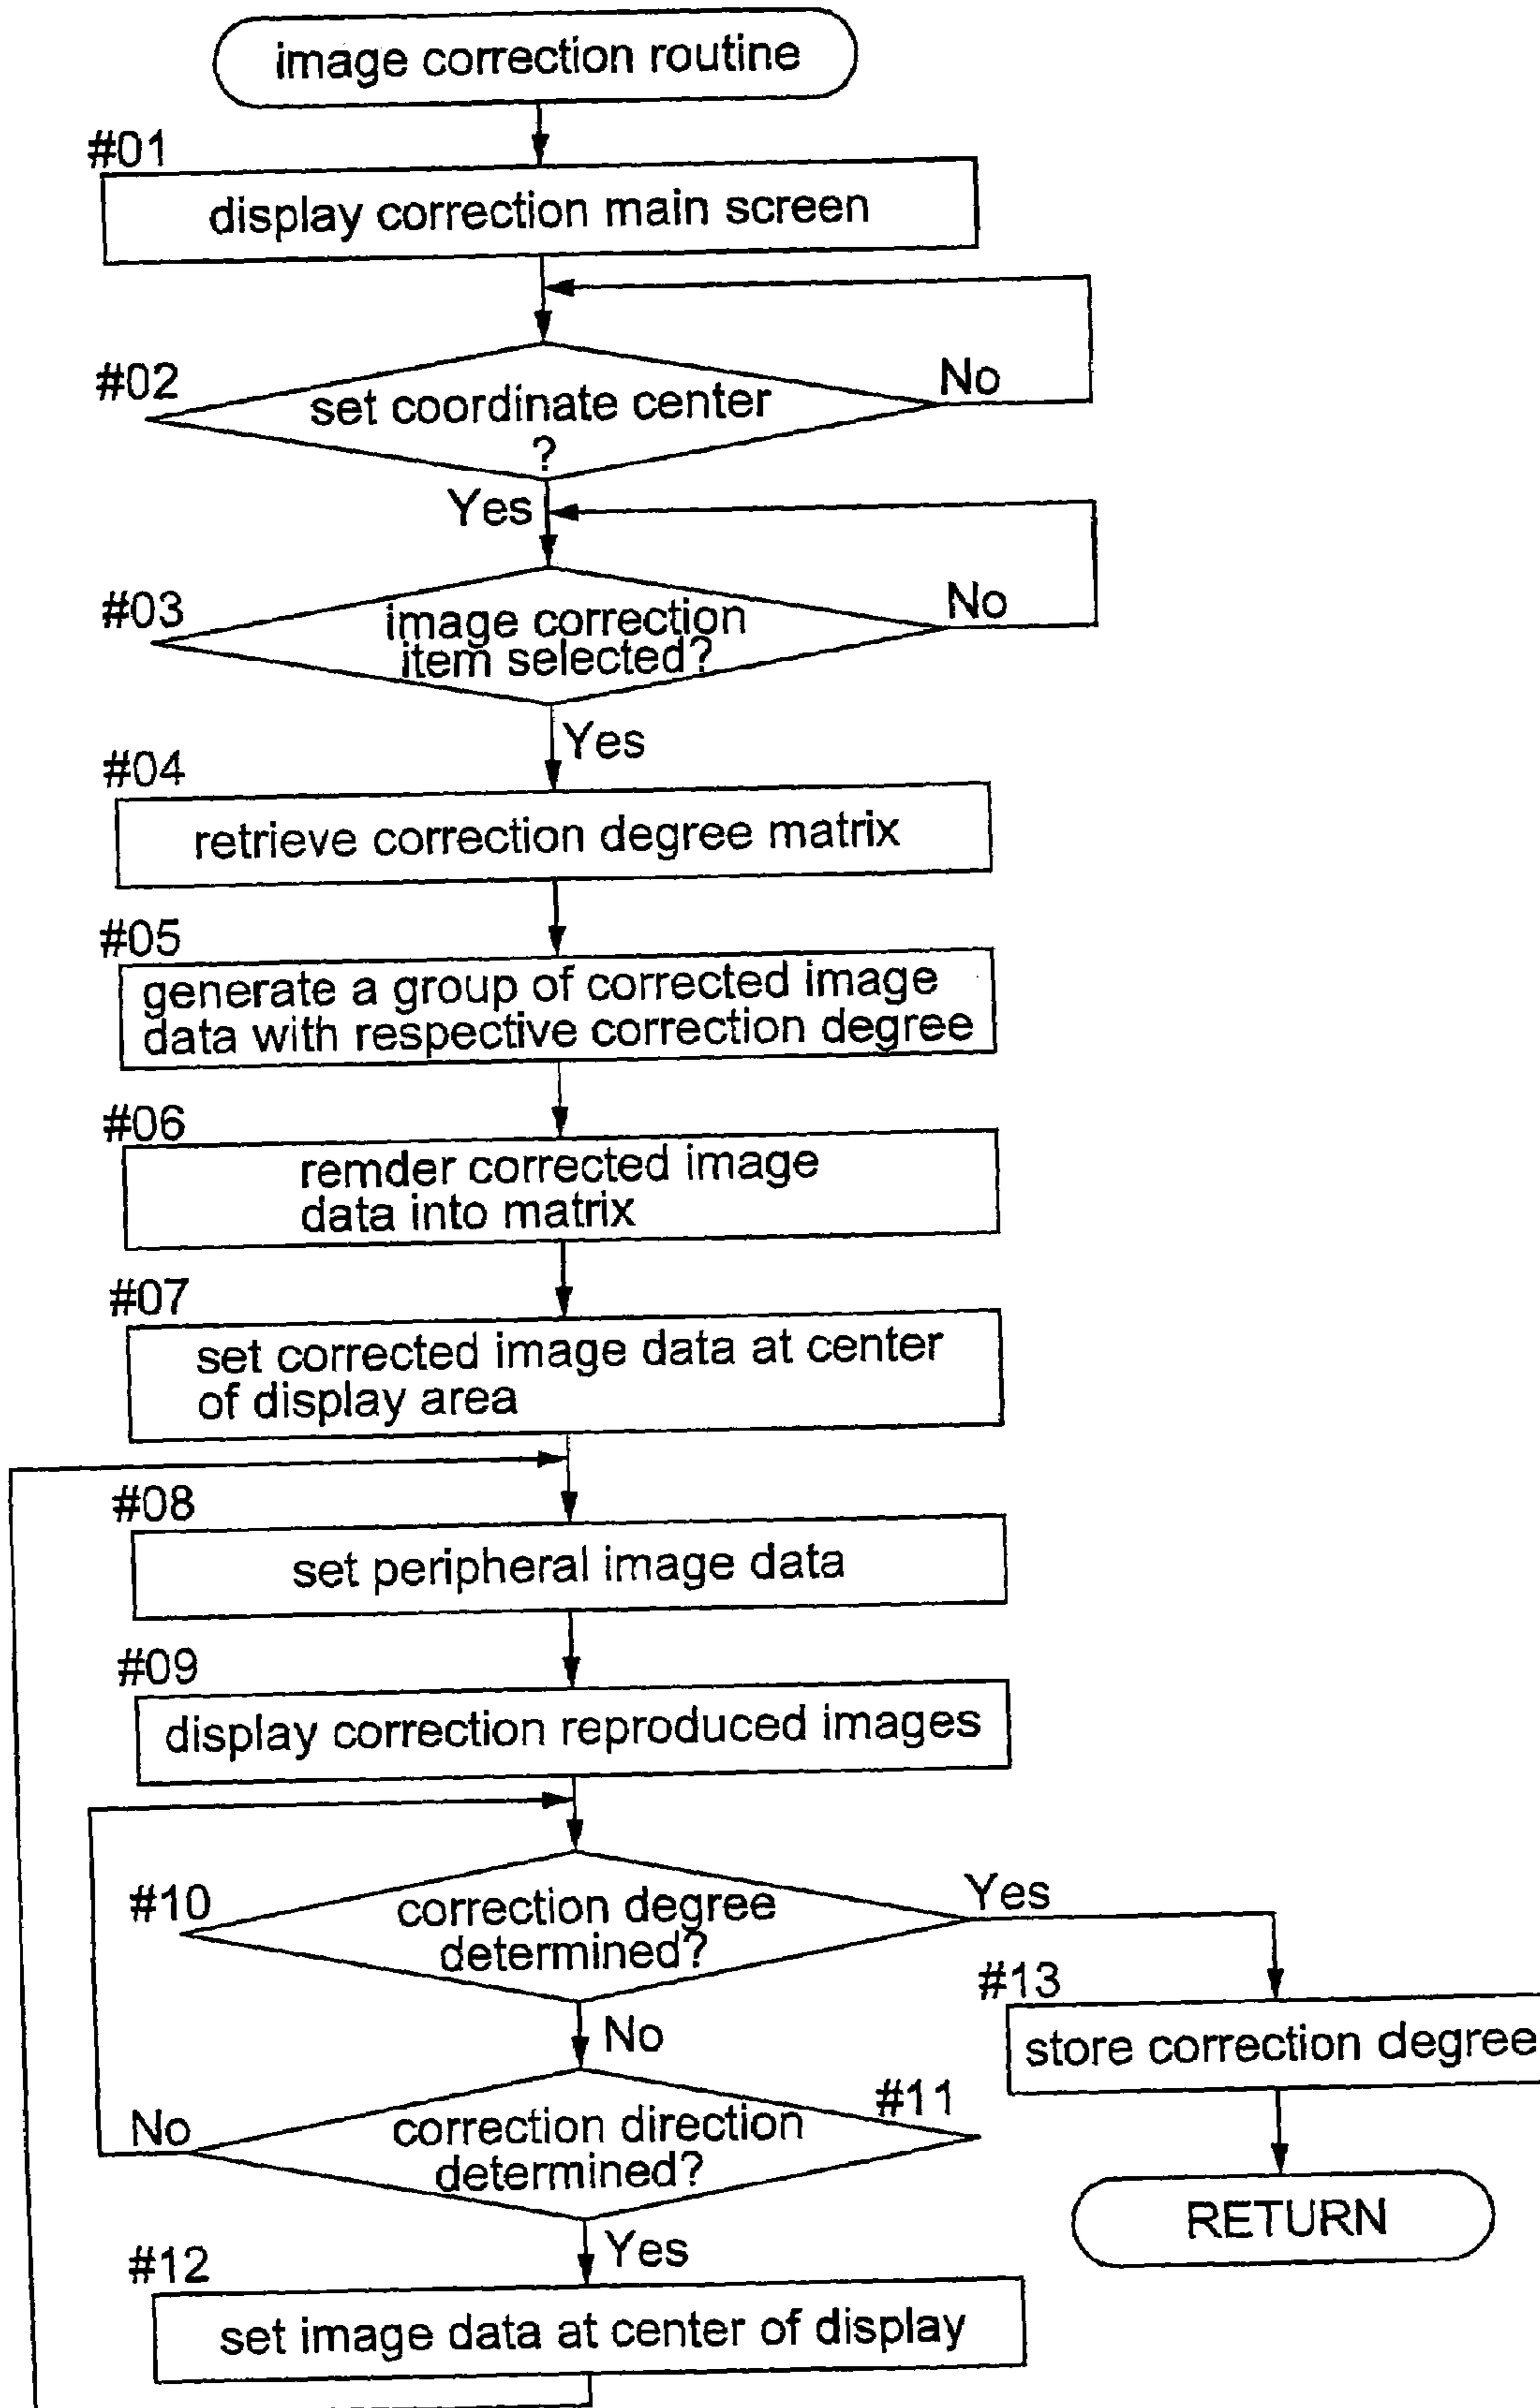 image correction routine
#01
display correction main screen
#02
set coordinate center
?
No
Yes
#03
image correction
item selected?
No
Yes
#04
retrieve correction degree matrix
#05
generate a group of corrected image
data with respective correction degree
#06
remder corrected image
data into matrix
#07
set corrected image data at center
of display area
#08
set peripheral image data
#09
display correction reproduced images
#10
correction degree
determined?
Yes
No
#13
store correction degree
#11
correction direction
determined?
No
Yes
RETURN
#12
set image data at center of display